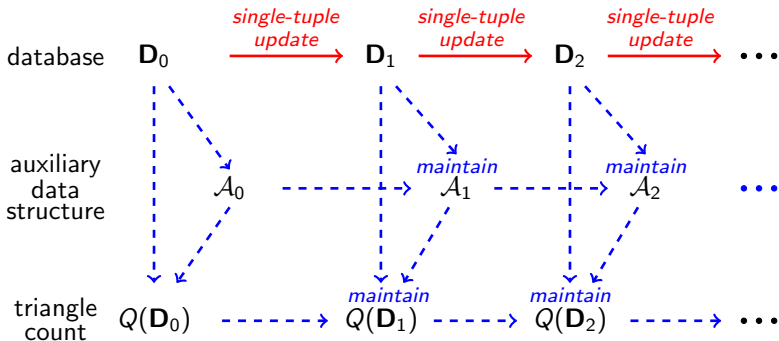 single-tuple update single-tuple update single-tuple update
database D₀ D₁ D₂ •••
auxiliary data structure
maintain maintain
𝒜₀ 𝒜₁ 𝒜₂ •••
maintain maintain
triangle count
Q(D₀) Q(D₁) Q(D₂) •••